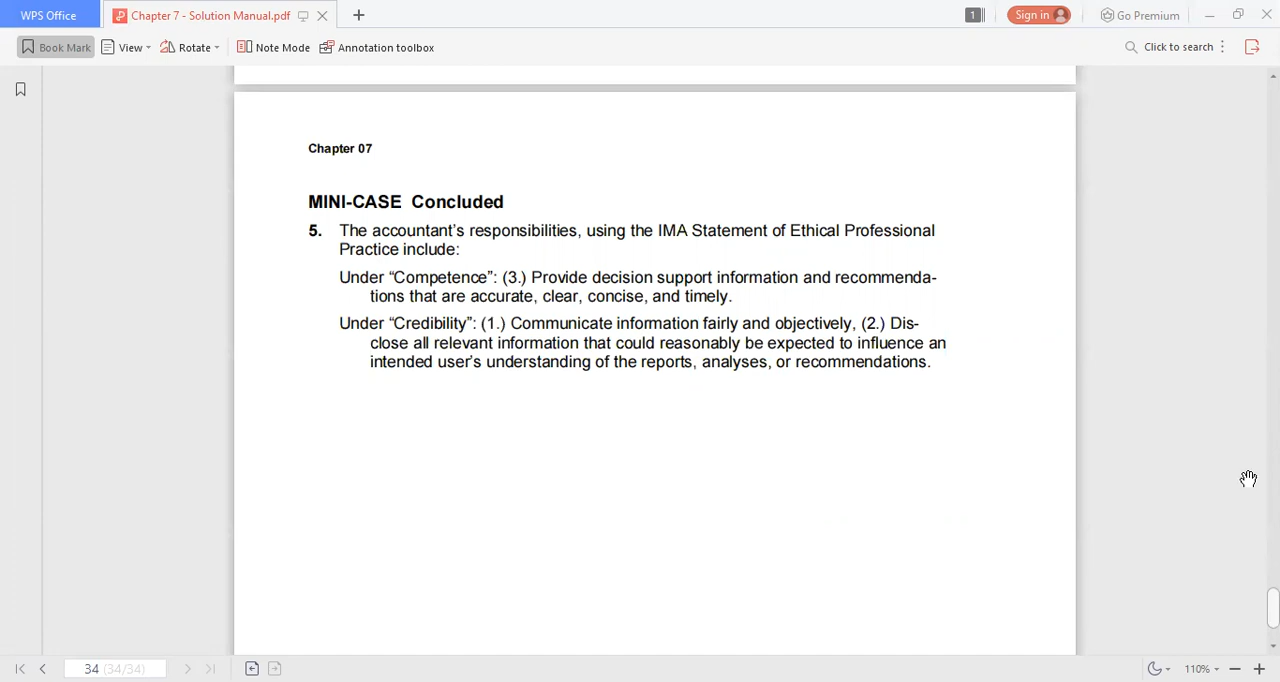 WPS Office
Chapter 7 - Solution Manual.pdf
1
Sign in
Go Premium
Book Mark
View
Rotate
Note Mode
Annotation toolbox
Click to search
Chapter 07
MINI-CASE Concluded
5. The accountant's responsibilities, using the IMA Statement of Ethical Professional
Practice include:
Under “Competence”: (3.) Provide decision support information and recommenda-
tions that are accurate, clear, concise, and timely.
Under “Credibility”: (1.) Communicate information fairly and objectively, (2.) Dis-
close all relevant information that could reasonably be expected to influence an
intended user's understanding of the reports, analyses, or recommendations.
34 (34/34)
110%